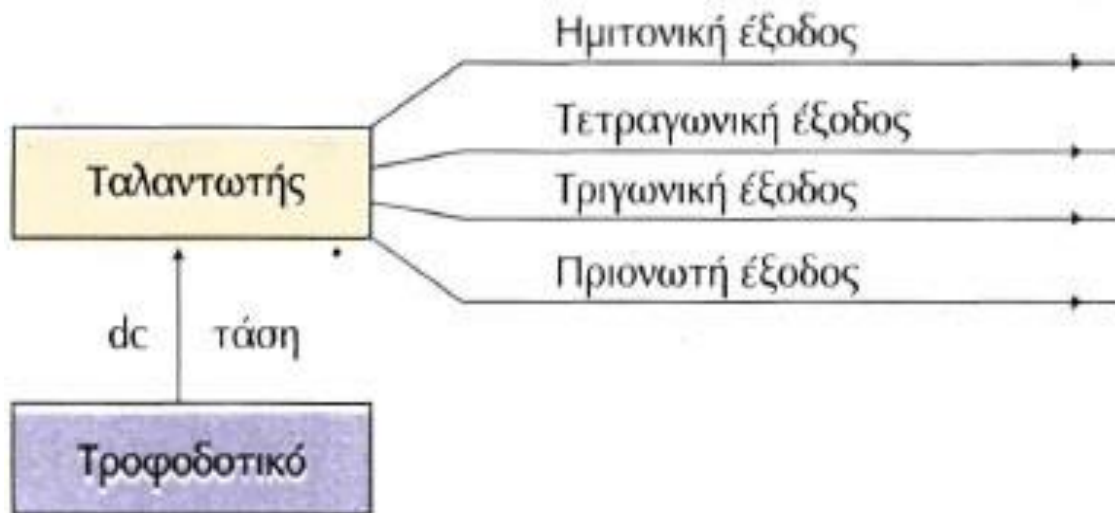 Ημιτονική έξοδος
Τετραγωνική έξοδος
Ταλαντωτής
Τριγωνική έξοδος
Πριονωτή έξοδος
dc τάση
Τροφοδοτικό